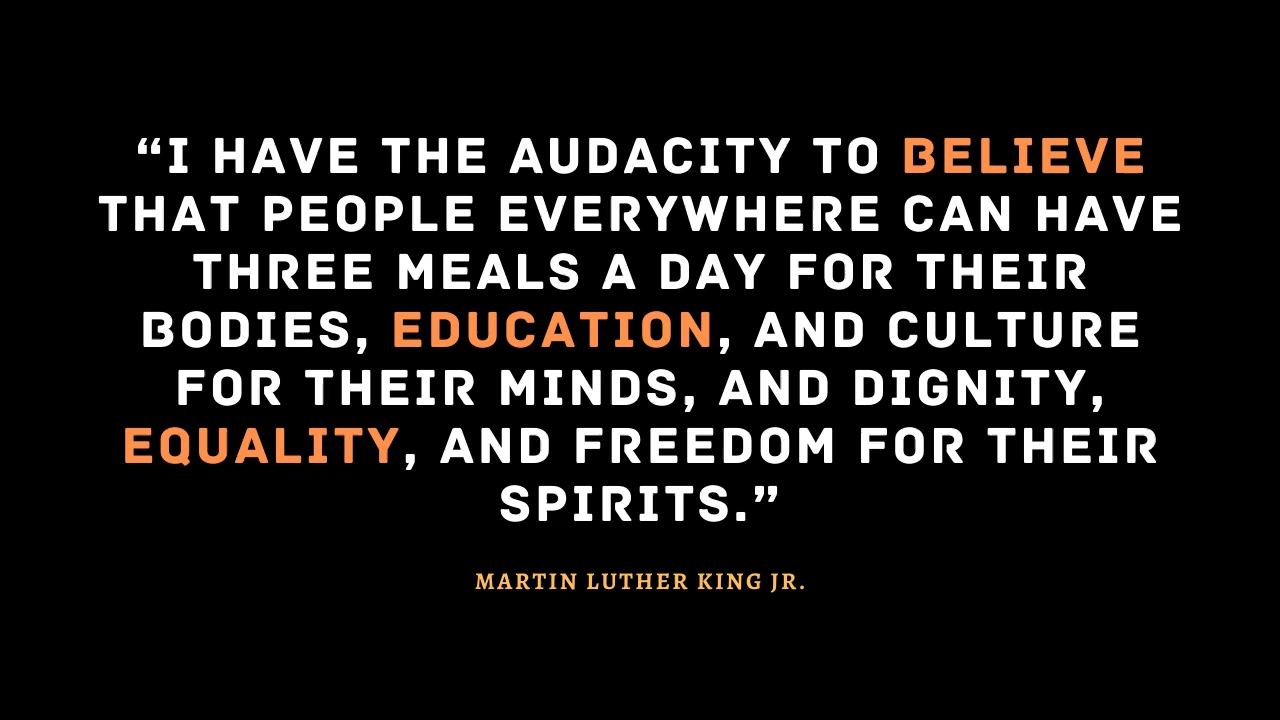 “I HAVE THE AUDACITY TO BELIEVE
THAT PEOPLE EVERYWHERE CAN HAVE
THREE MEALS A DAY FOR THEIR
BODIES, EDUCATION, AND CULTURE
FOR THEIR MINDS, AND DIGNITY,
EQUALITY, AND FREEDOM FOR THEIR
SPIRITS.”
MARTIN LUTHER KING JR.